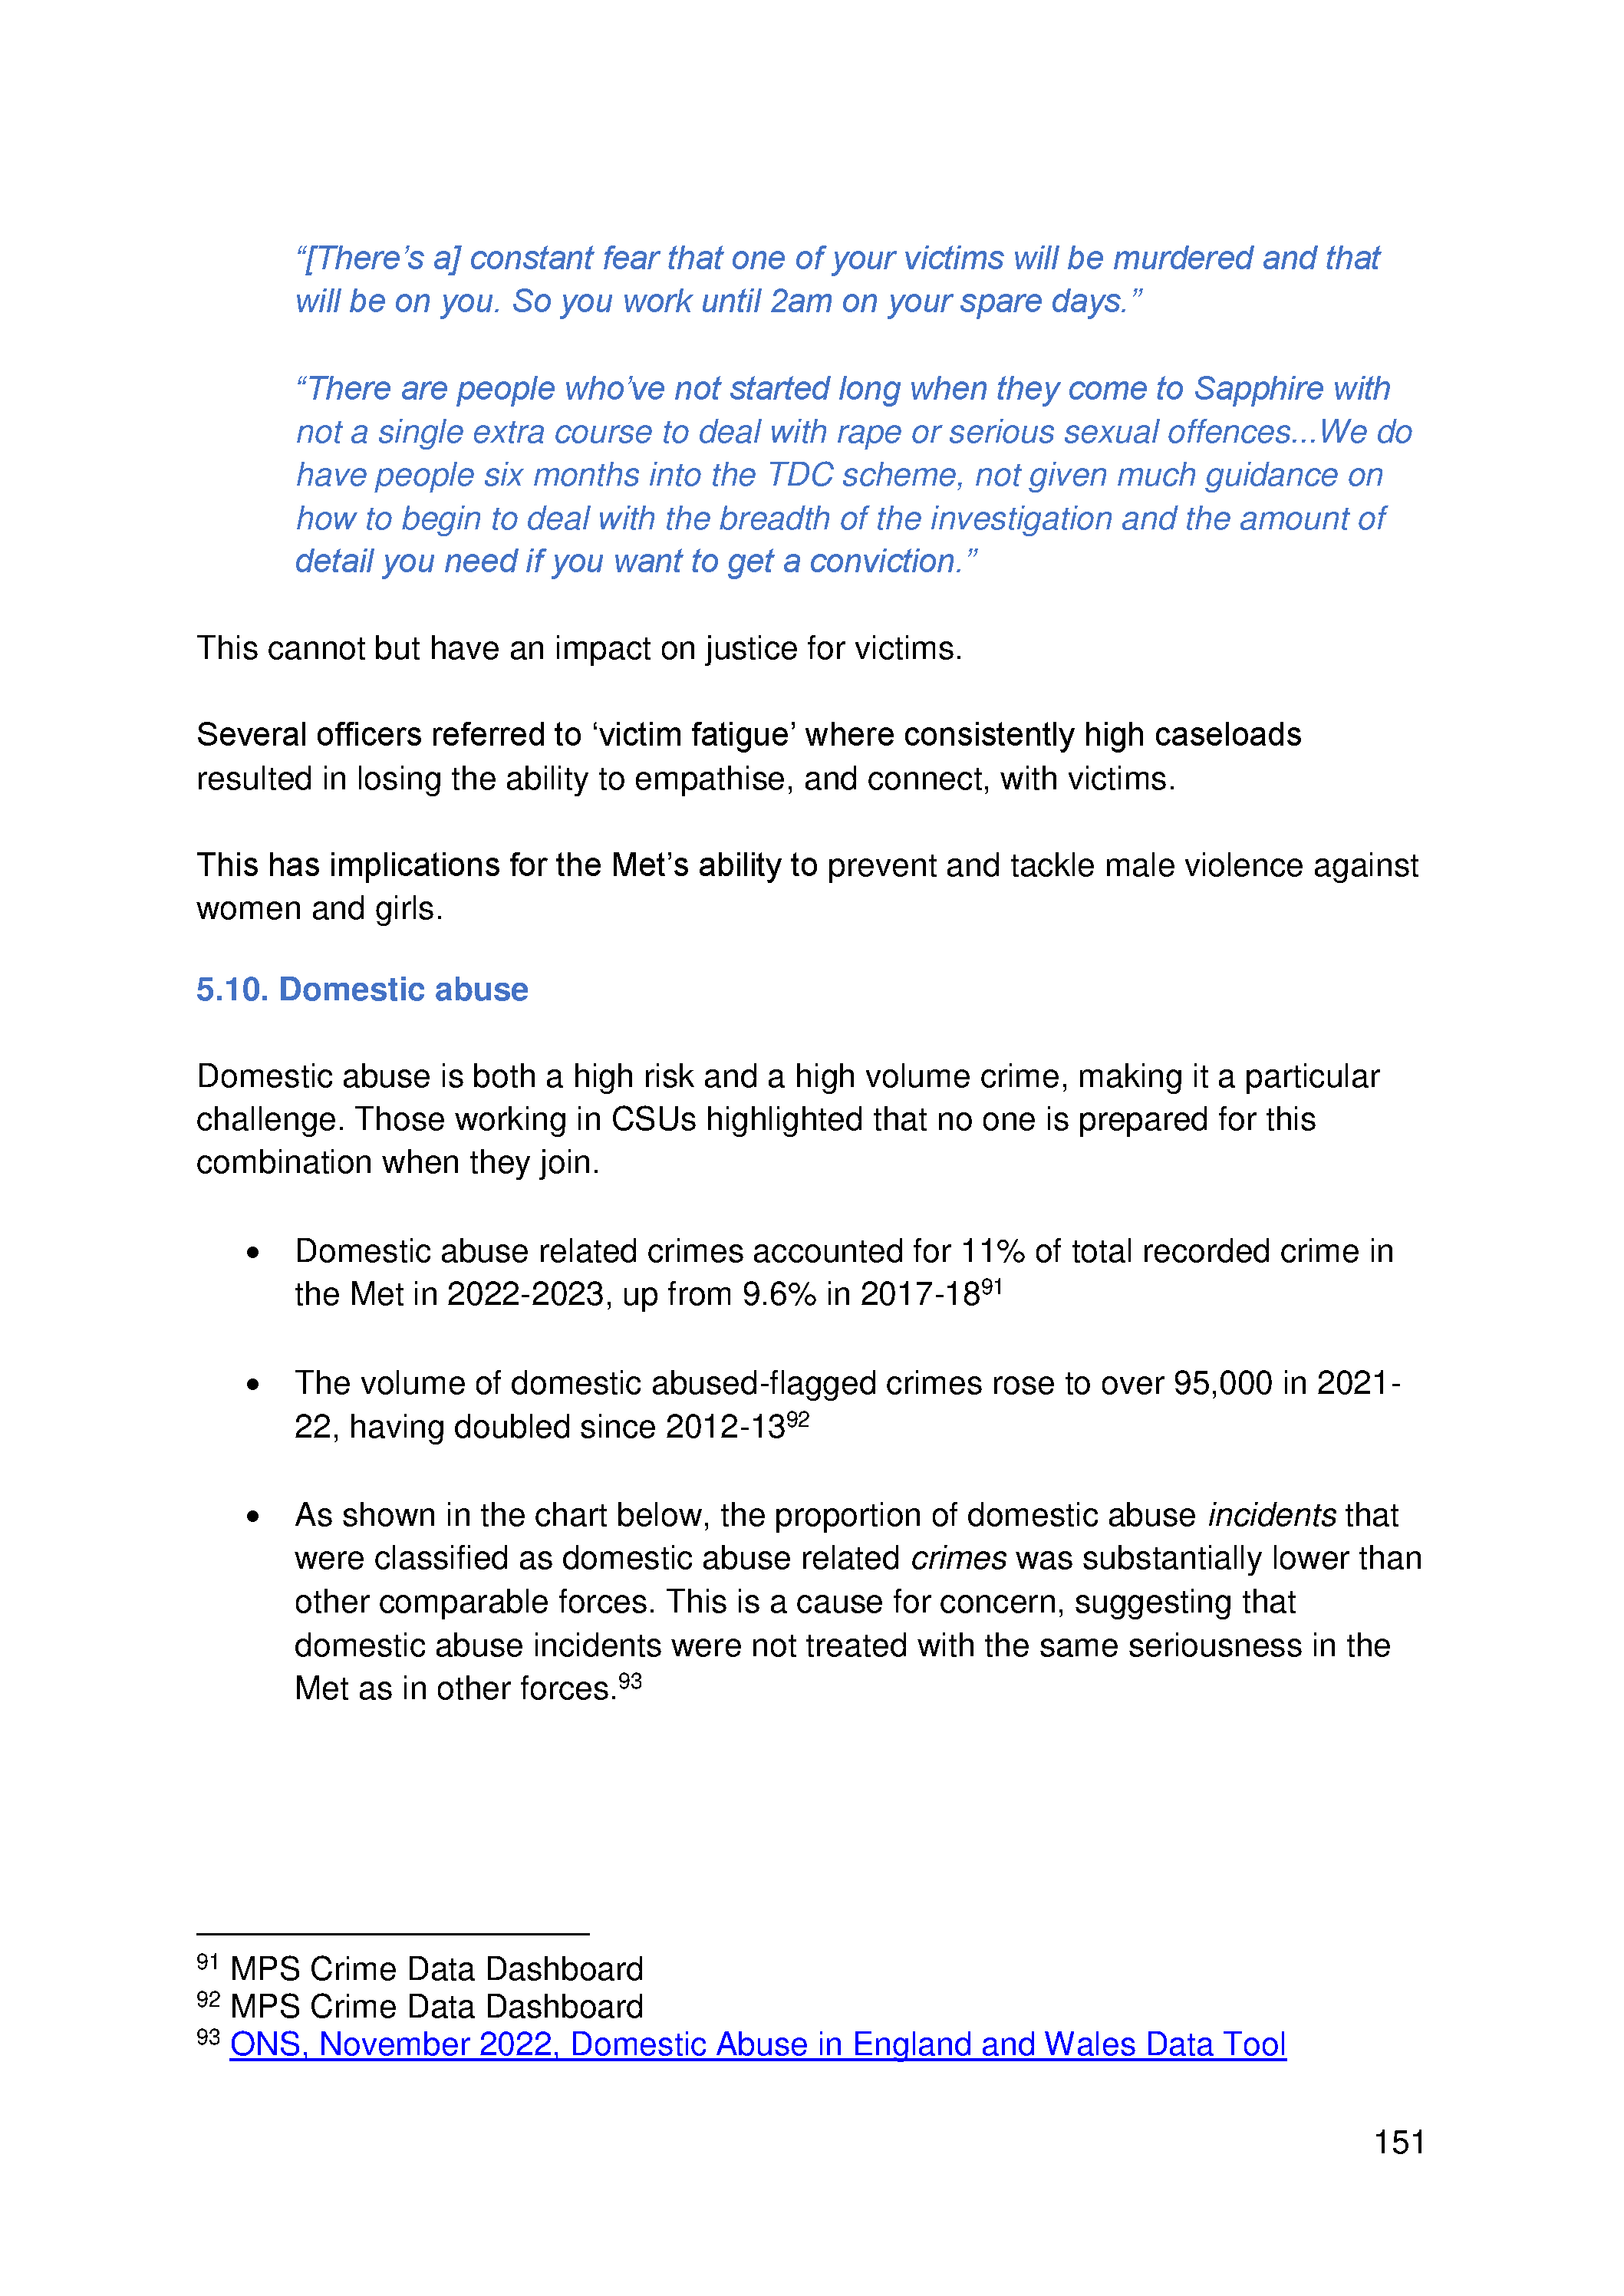 “[There’s a] constant fear that one of your victims will be murdered and that
will be on you. So you work until 2am on your spare days.”
“There are people who’ve not started long when they come to Sapphire with
not a single extra course to deal with rape or serious sexual offences...We do
have people six months into the TDC scheme, not given much guidance on
how to begin to deal with the breadth of the investigation and the amount of
detail you need if you want to get a conviction.”
This cannot but have an impact on justice for victims.
Several officers referred to ‘victim fatigue’ where consistently high caseloads
resulted in losing the ability to empathise, and connect, with victims.
This has implications for the Met’s ability to prevent and tackle male violence against
women and girls.
5.10. Domestic abuse
Domestic abuse is both a high risk and a high volume crime, making it a particular
challenge. Those working in CSUs highlighted that no one is prepared for this
combination when they join.
• Domestic abuse related crimes accounted for 11% of total recorded crime in
the Met in 2022-2023, up from 9.6% in 2017-18⁹¹
• The volume of domestic abused-flagged crimes rose to over 95,000 in 2021-
22, having doubled since 2012-13⁹²
• As shown in the chart below, the proportion of domestic abuse incidents that
were classified as domestic abuse related crimes was substantially lower than
other comparable forces. This is a cause for concern, suggesting that
domestic abuse incidents were not treated with the same seriousness in the
Met as in other forces.⁹³
⁹¹ MPS Crime Data Dashboard
⁹² MPS Crime Data Dashboard
⁹³ ONS, November 2022, Domestic Abuse in England and Wales Data Tool
151